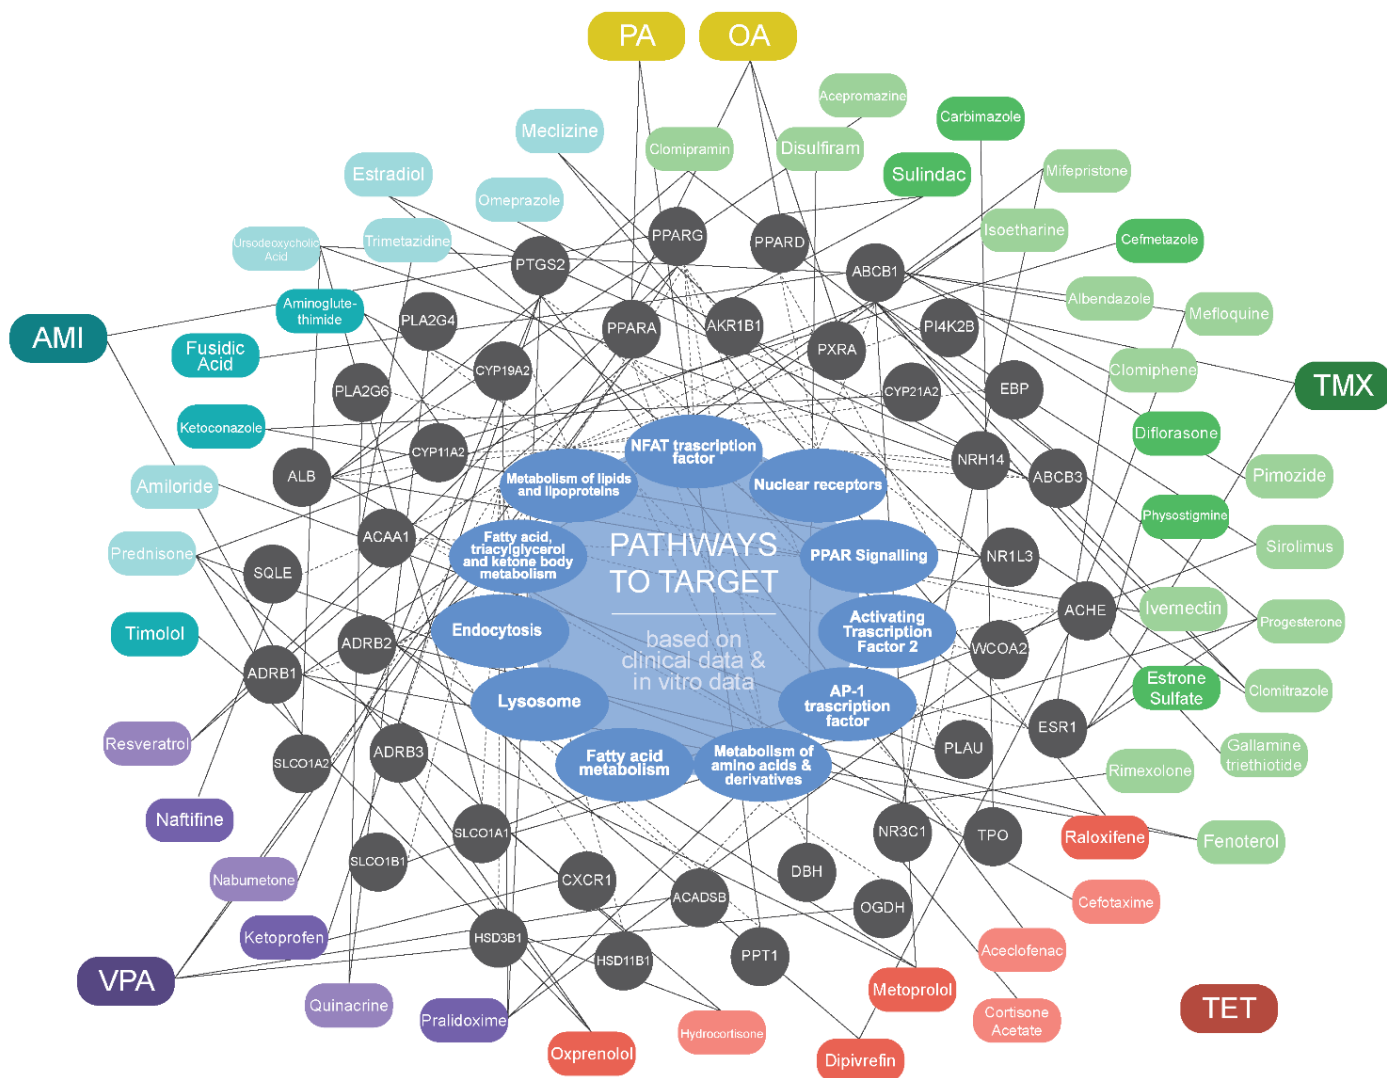 PA
OA
Acepromazine
Carbimazole
Meclizine
Clomipramin
Disulfiram
Estradiol
Sulindac
Mifepristone
Omeprazole
Ursodeoxycholic
Acid
Trimetazidine
PPARG
PPARD
Isoetharine
Cefmetazole
PTGS2
ABCB1
Aminoglute-
thimide
Albendazole
Mefloquine
AMI
Fusidic
Acid
PLA2G4
PPARA
AKR1B1
PXRA
PI4K2B
CYP19A2
PLA2G6
CYP21A2
EBP
Clomiphene
TMX
Ketoconazole
CYP11A2
NFAT trascription
factor
NRH14
Diflorasone
ALB
Metabolism of lipids
and lipoproteins
Nuclear receptors
ABCB3
Pimozide
Amiloride
Physostigmine
ACAA1
Prednisone
Fatty acid,
triacylglycerol
and ketone body
metabolism
PATHWAYS
TO TARGET
PPAR Signalling
NR1L3
Sirolimus
SQLE
ACHE
Ivernectin
Timolol
Endocytosis
based on
clinical data &
in vitro data
Activating
Trascription
Factor 2
Progesterone
ADRB2
WCOA2
ADRB1
Estrone
Sulfate
Clomitrazole
Lysosome
AP-1
trascription
factor
ESR1
Resveratrol
SLCO1A2
ADRB3
Fatty acid
metabolism
Metabolism of
amino acids &
derivatives
PLAU
Gallamine
triethiotide
Rimexolone
Naftifine
SLCO1A1
NR3C1
TPO
Raloxifene
Fenoterol
SLCO1B1
Nabumetone
CXCR1
ACADSB
DBH
OGDH
Cefotaxime
Ketoprofen
HSD3B1
HSD11B1
PPT1
Aceclofenac
VPA
Quinacrine
Metoprolol
Pralidoxime
Oxprenolol
Hydrocortisone
Dipivrefin
Cortisone
Acetate
TET